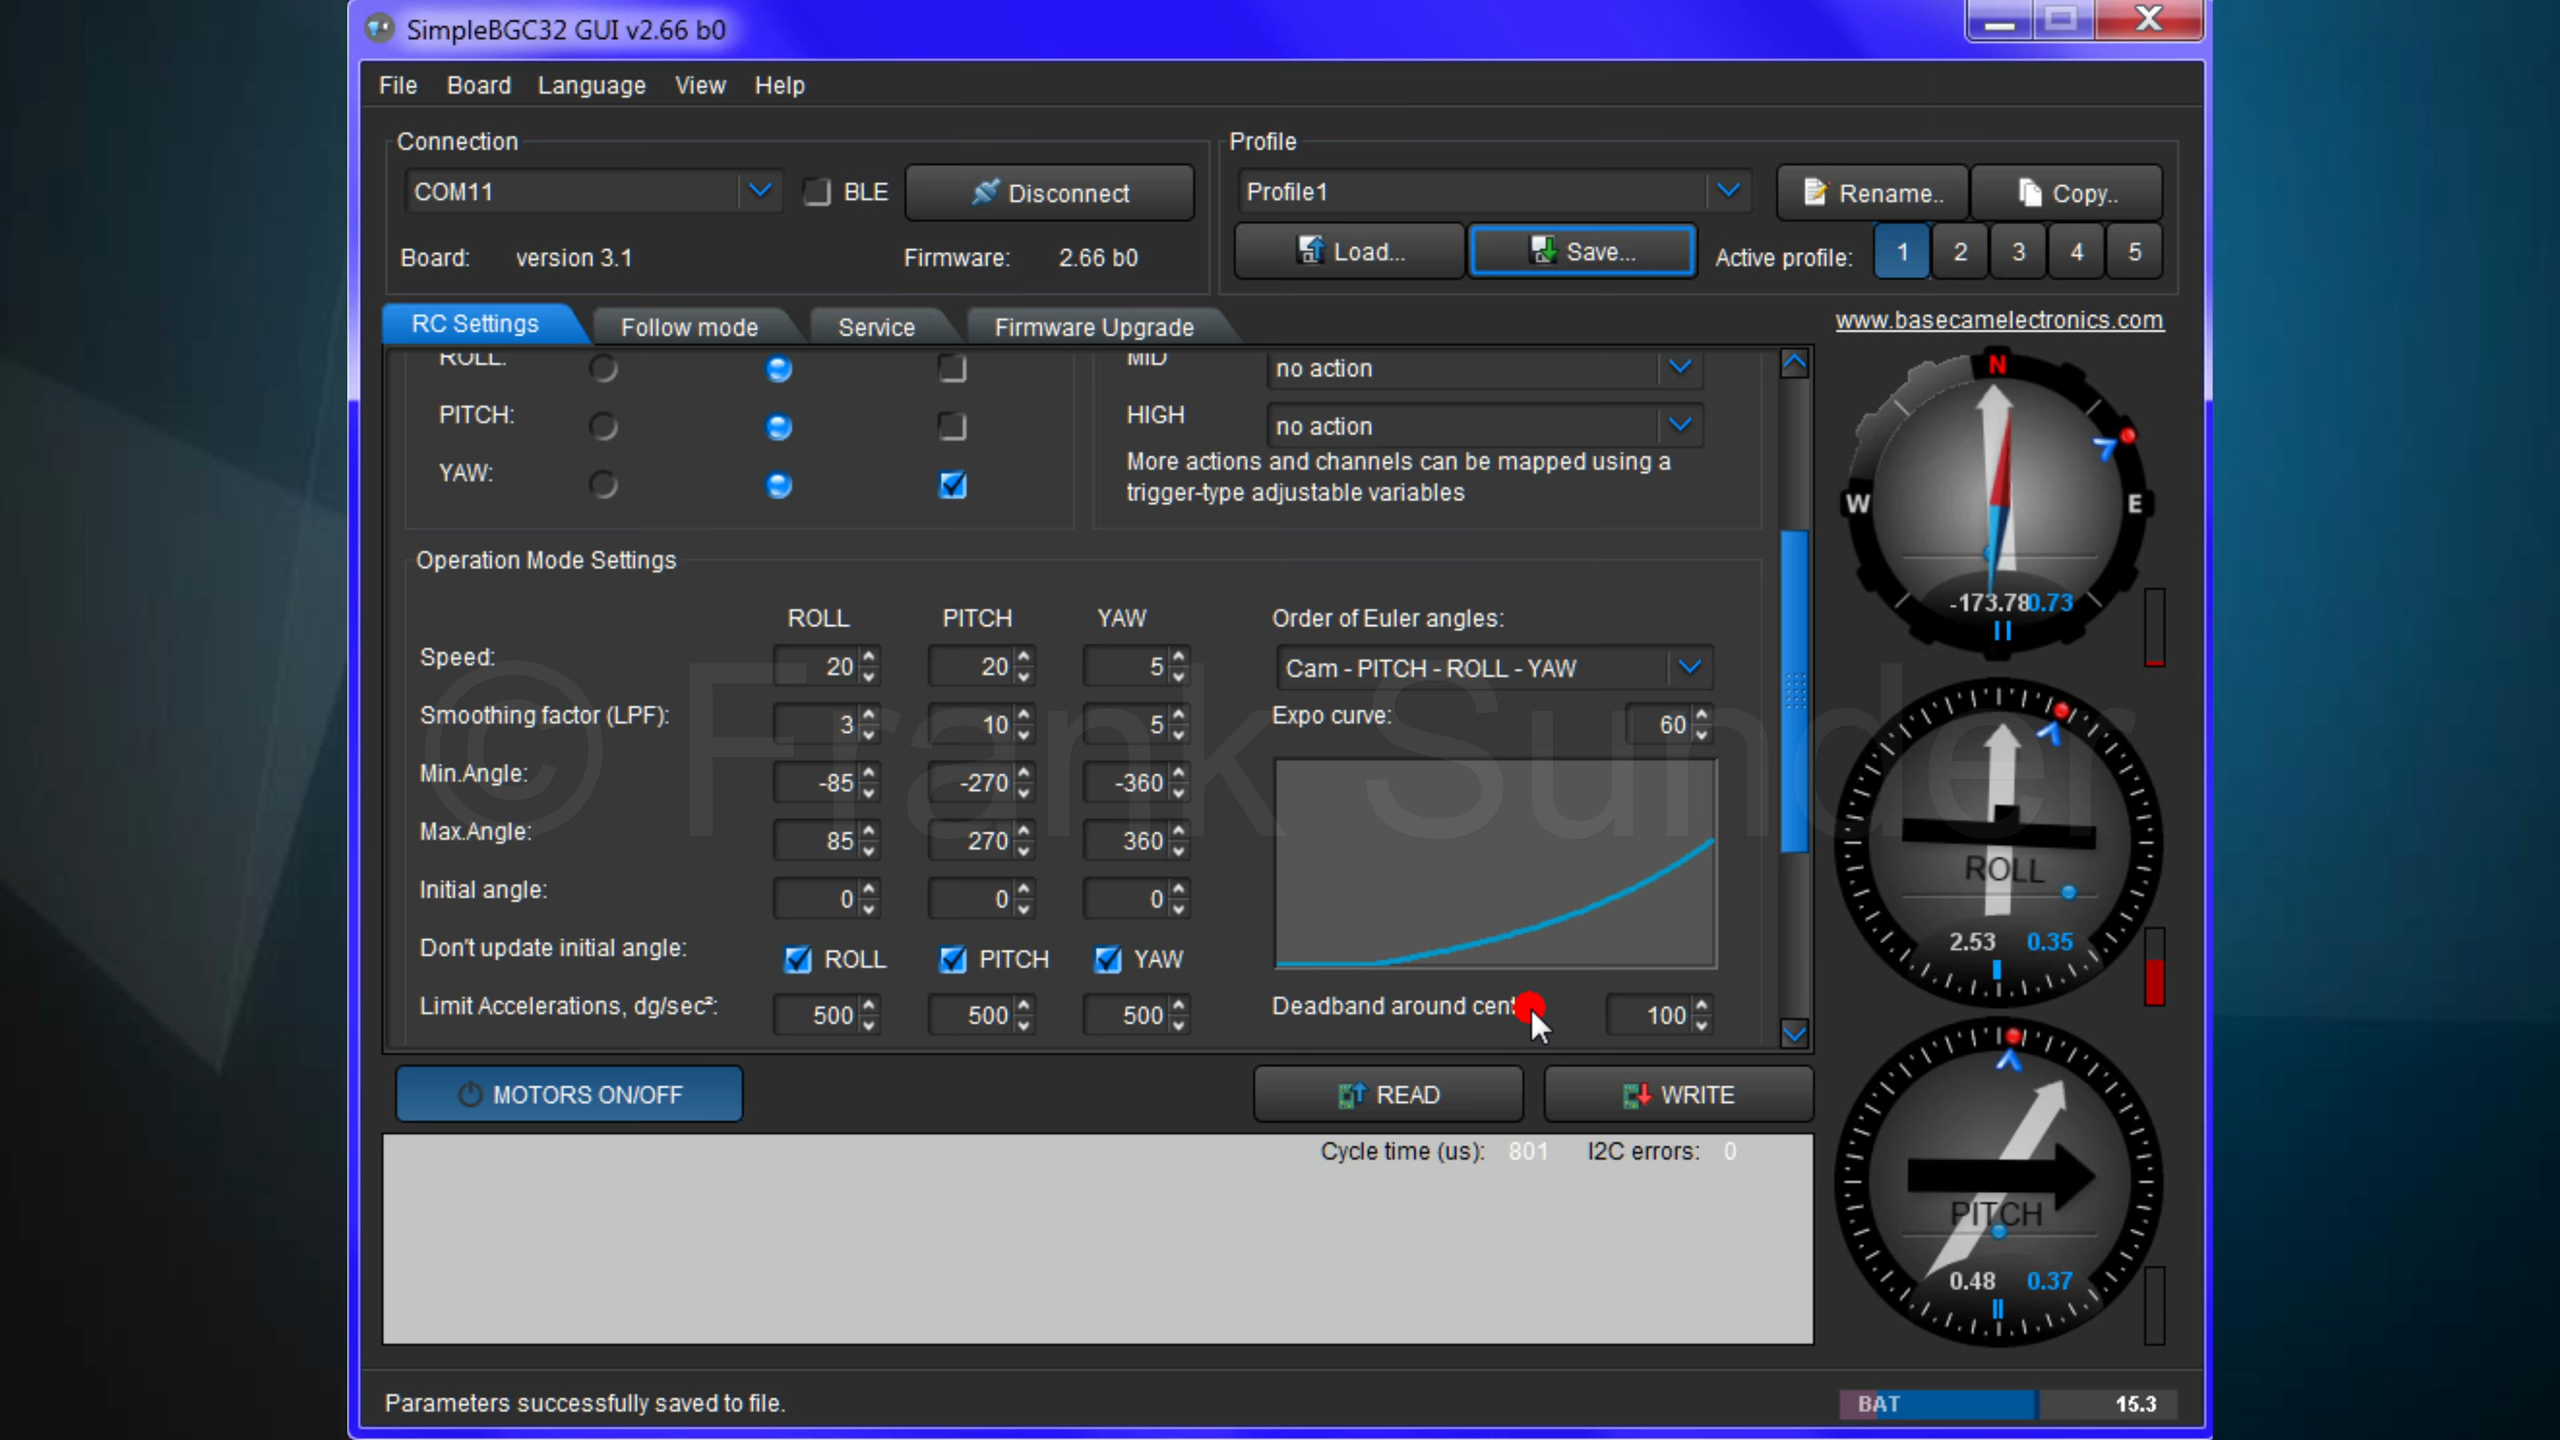 SimpleBGC32 GUI v2.66 b0
File Board Language View Help
Connection
Profile
COM11 BLE Disconnect
Profile1 Rename.. Copy..
Board: version 3.1 Firmware: 2.66 b0
Load... Save... Active profile: 1 2 3 4 5
RC Settings Follow mode Service Firmware Upgrade
www.basecamelectronics.com
ROLL:
PITCH:
YAW:
MID no action
HIGH no action
More actions and channels can be mapped using a
trigger-type adjustable variables
Operation Mode Settings
ROLL PITCH YAW
Speed: 20 20 5
Smoothing factor (LPF): 3 10 5
Min.Angle: -85 -270 -360
Max.Angle: 85 270 360
Initial angle: 0 0 0
Don't update initial angle: ROLL PITCH YAW
Limit Accelerations, dg/sec²: 500 500 500
Order of Euler angles:
Cam - PITCH - ROLL - YAW
Expo curve: 60
Deadband around cent 100
N
W E
-173.78 0.73
ROLL
2.53 0.35
PITCH
0.48 0.37
MOTORS ON/OFF READ WRITE
Cycle time (us): 801 I2C errors: 0
Parameters successfully saved to file.
BAT 15.3
© Frank Sunder